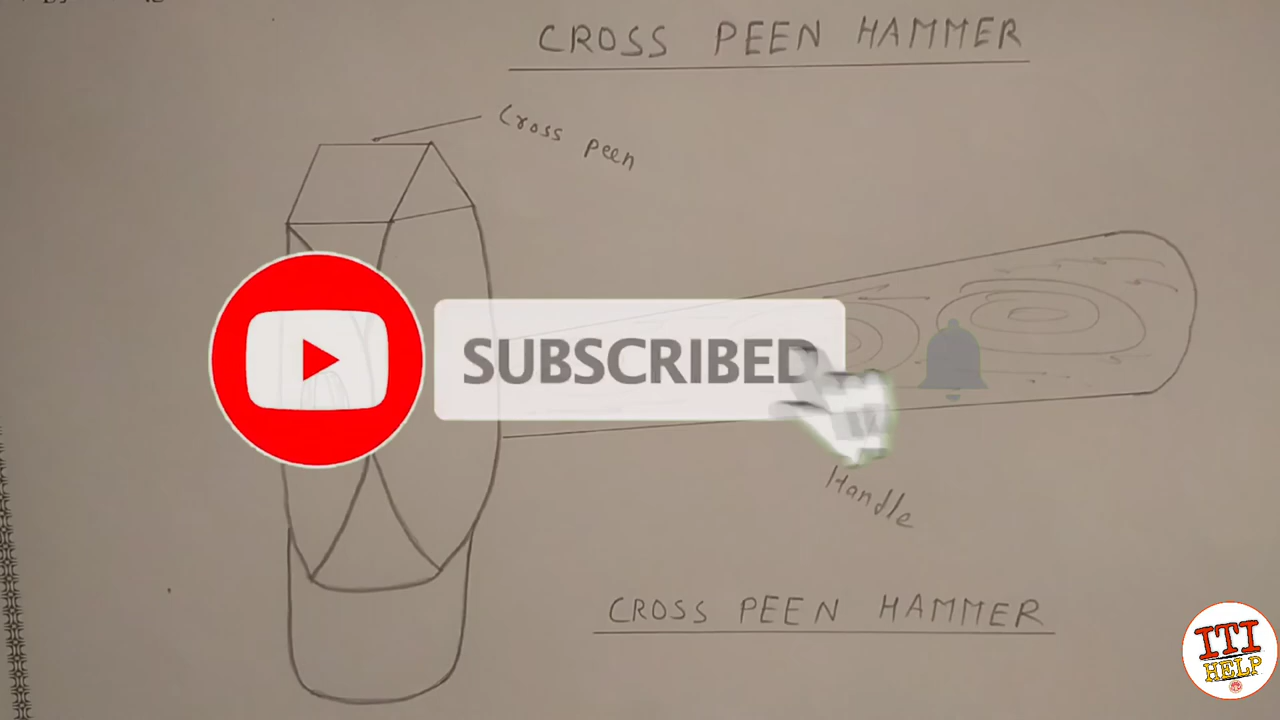 CROSS PEEN HAMMER
Cross peen
SUBSCRIBED
Handle
CROSS PEEN HAMMER
ITI
HELP